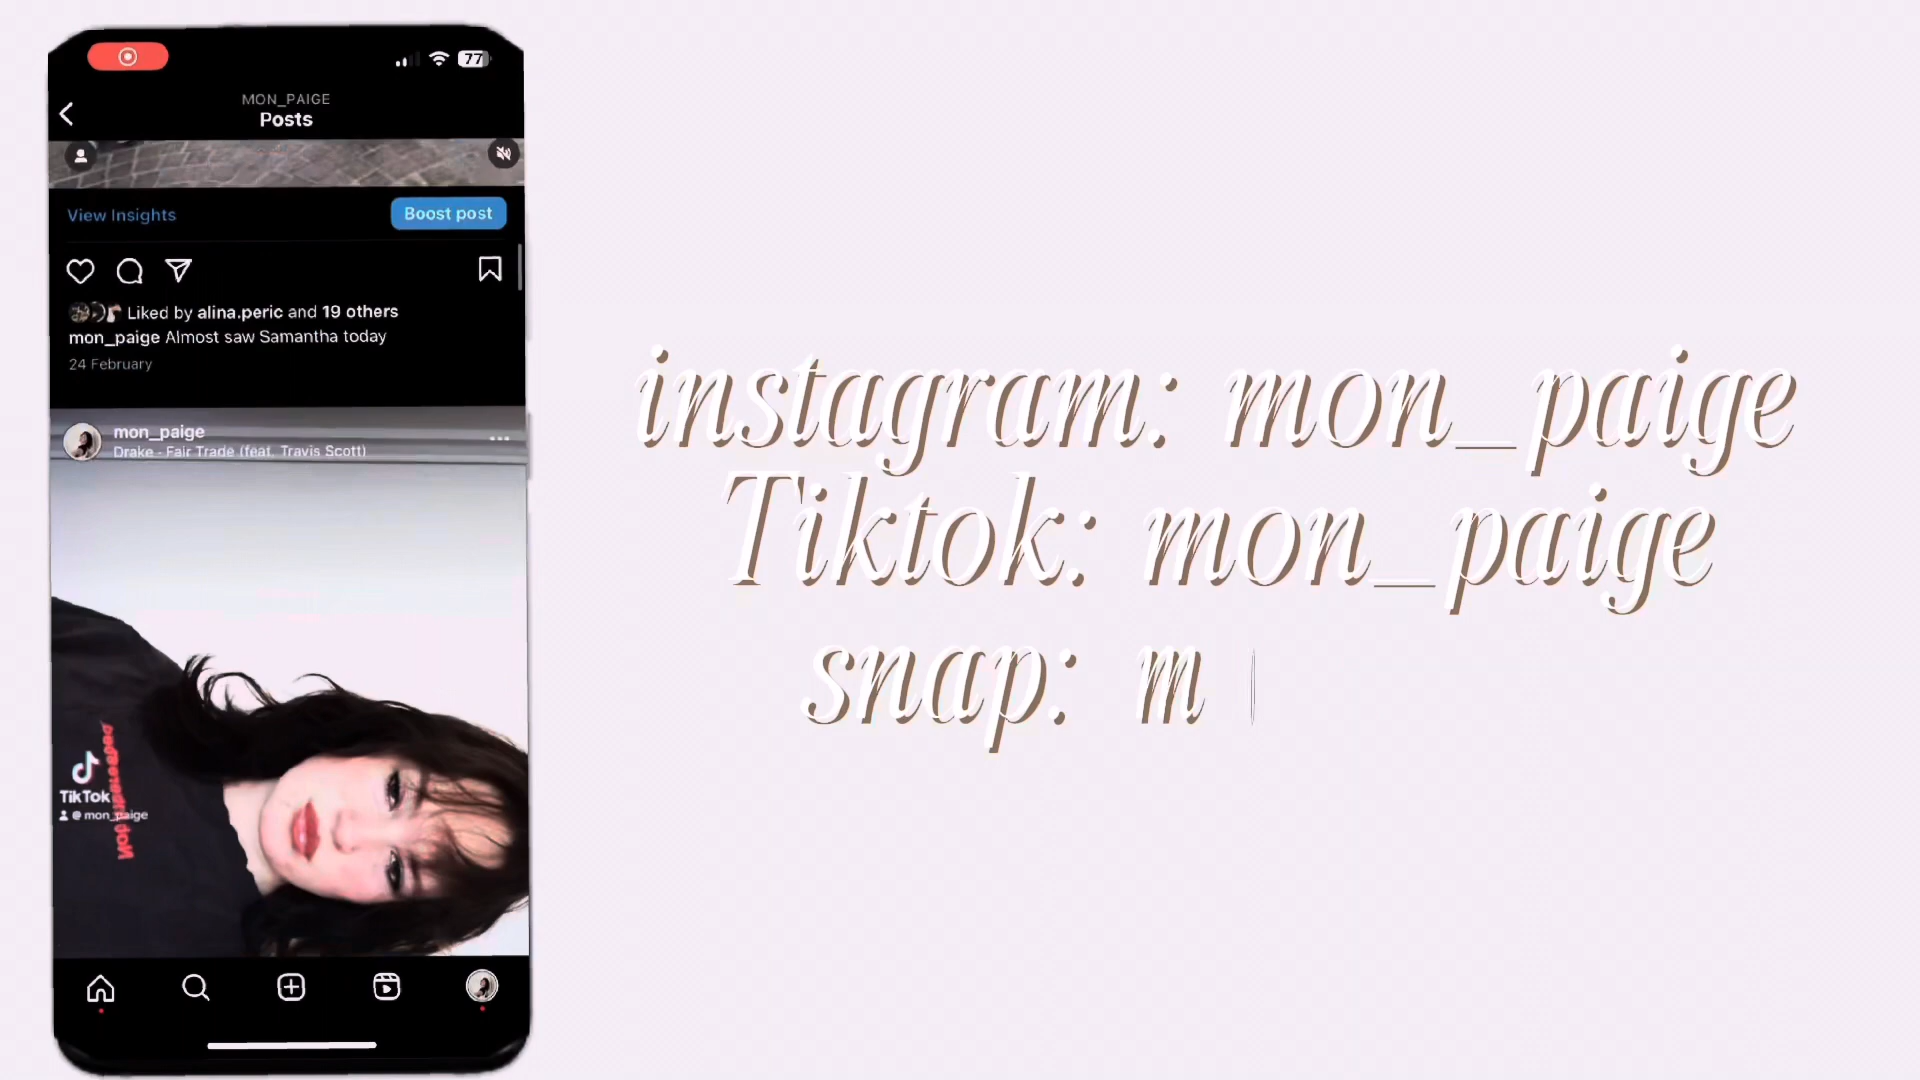 77
MON_PAIGE
Posts
View Insights
Boost post
Liked by alina.peric and 19 others
mon_paige Almost saw Samantha today
24 February
mon_paige
Drake - Fair Trade (feat. Travis Scott)
TikTok
@mon_paige
instagram: mon_paige
Tiktok: mon_paige
snap: m